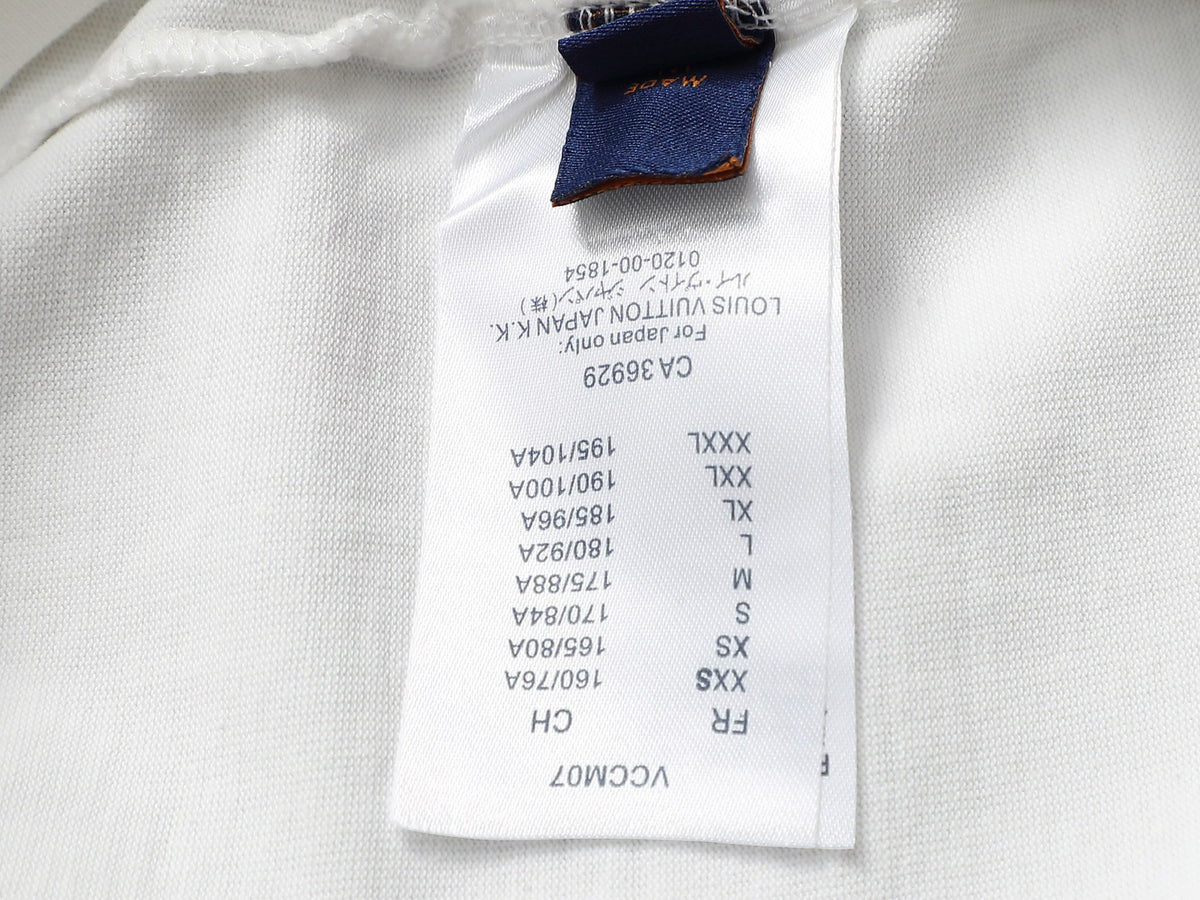 VCCM07
FR CH
XXS 160/76A
XS 165/80A
S 170/84A
M 175/88A
L 180/92A
XL 185/96A
XXL 190/100A
XXXL 195/104A
CA 36929
For Japan only:
LOUIS VUITTON JAPAN K.K.
ルイ・ヴィトン ジャパン(株)
0120-00-1854
MADE